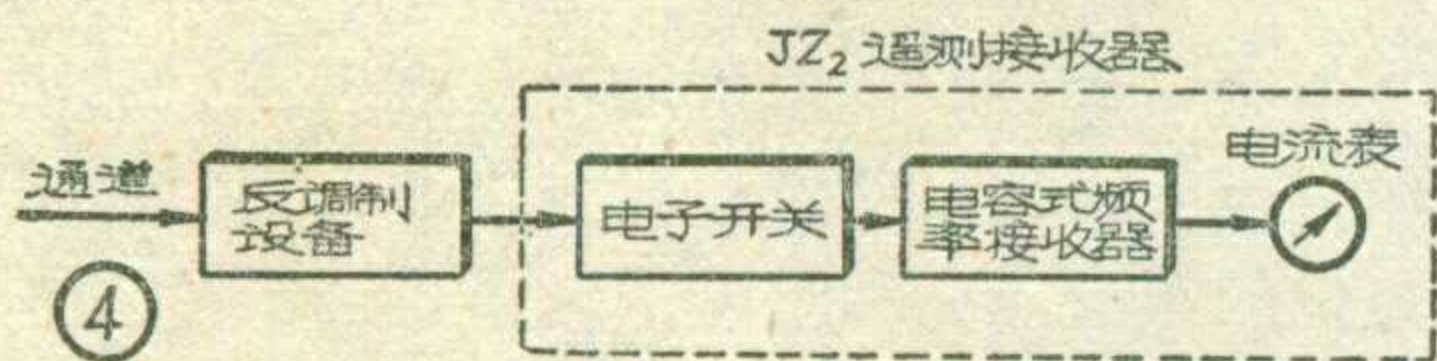 JZ₂ 遥测接收器
通道
反调制
设备
电子开关
电容式频
率接收器
电流表
④